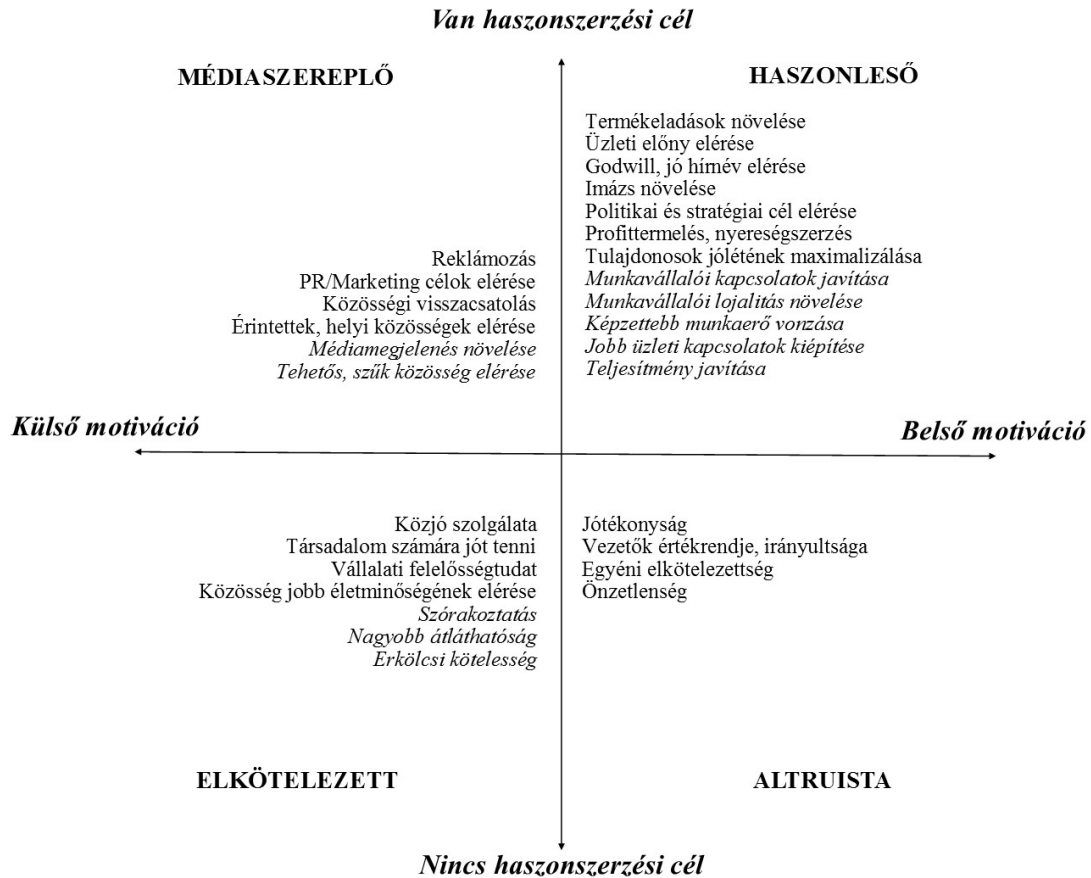 Van haszonszerzési cél
MÉDIASZEREPLŐ
HASZONLESŐ
Reklámozás
PR/Marketing célok elérése
Közösségi visszacsatolás
Érintettek, helyi közösségek elérése
Médiamegjelenés növelése
Tehetős, szűk közösség elérése
Termékeladások növelése
Üzleti előny elérése
Godwill, jó hírnév elérése
Imázs növelése
Politikai és stratégiai cél elérése
Profittermelés, nyereségszerzés
Tulajdonosok jólétének maximalizálása
Munkavállalói kapcsolatok javítása
Munkavállalói lojalitás növelése
Képzettebb munkaerő vonzása
Jobb üzleti kapcsolatok kiépítése
Teljesítmény javítása
Külső motiváció
Belső motiváció
Közjó szolgálata
Társadalom számára jót tenni
Vállalati felelősségtudat
Közösség jobb életminőségének elérése
Szórakoztatás
Nagyobb átláthatóság
Erkölcsi kötelesség
Jótékonyság
Vezetők értékrendje, irányultsága
Egyéni elkötelezettség
Önzetlenség
ELKÖTELEZETT
ALTRUISTA
Nincs haszonszerzési cél